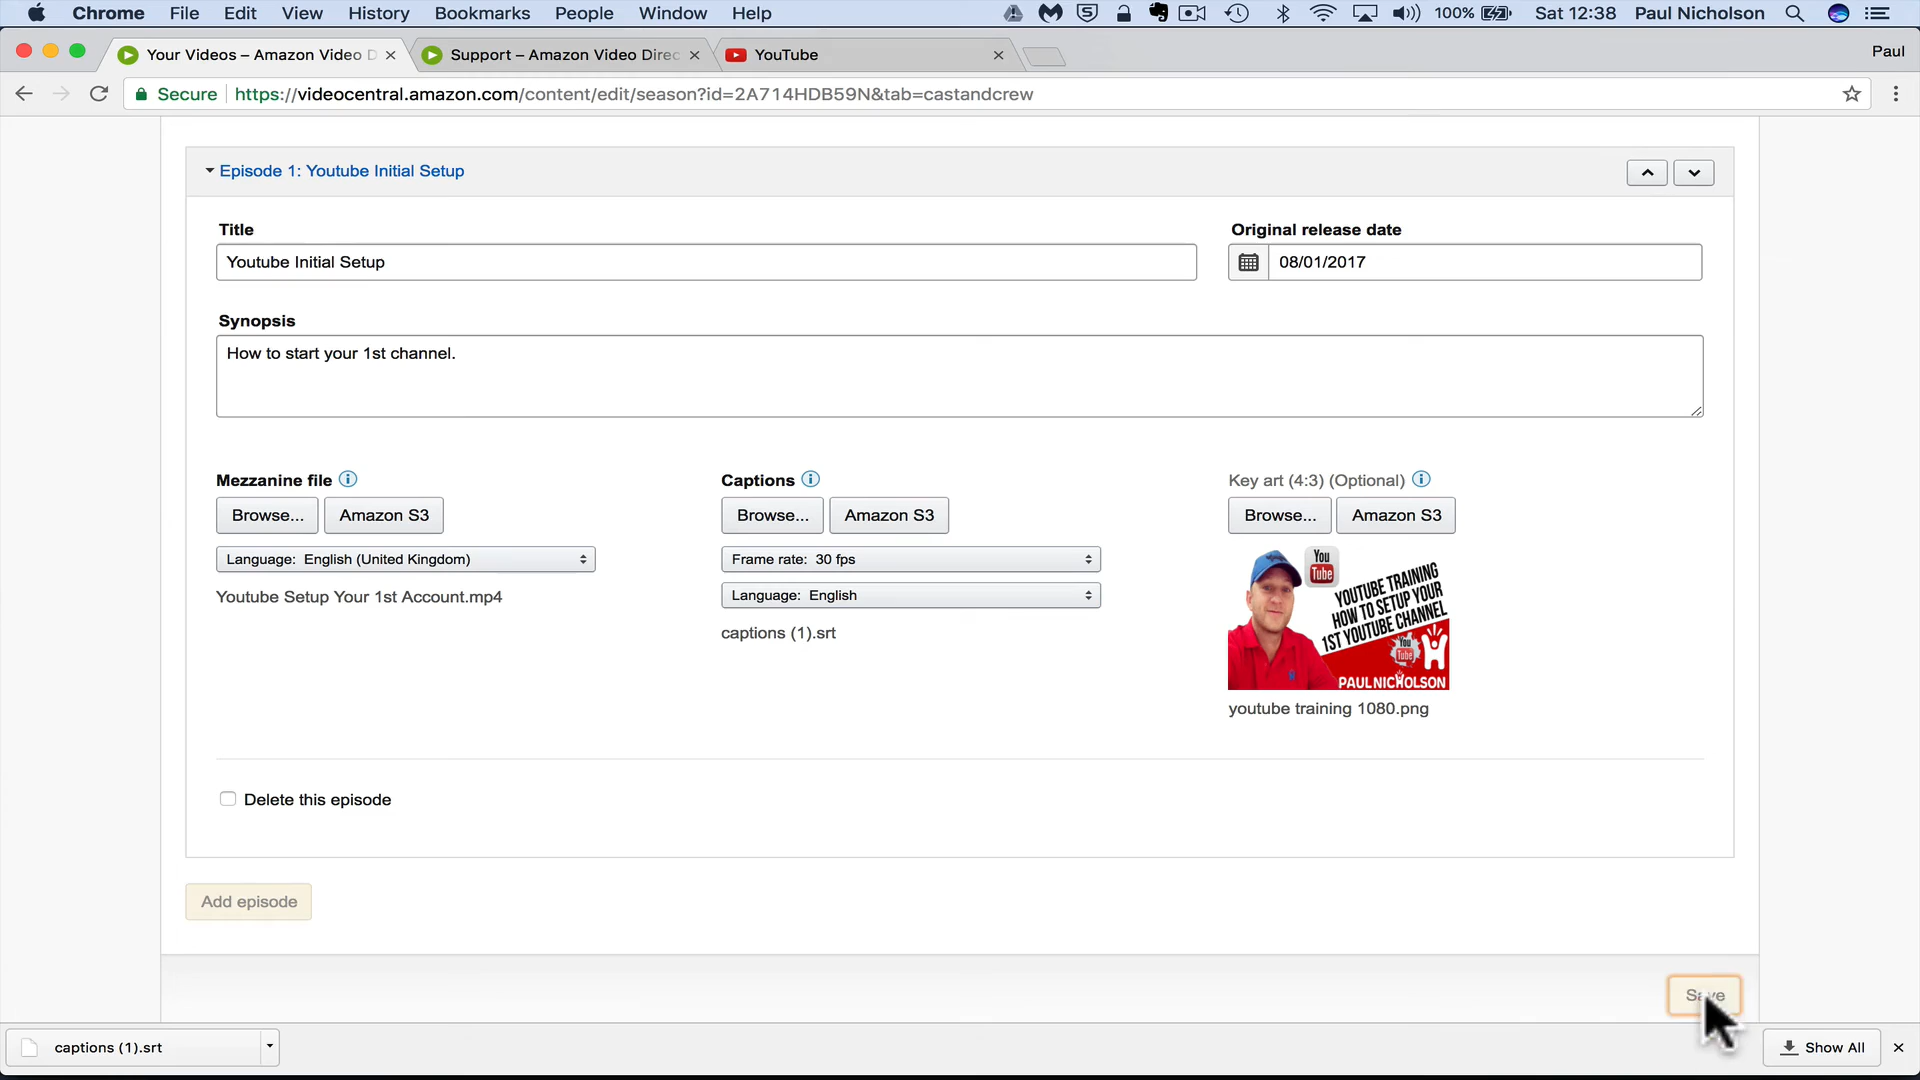 Chrome File Edit View History Bookmarks People Window Help 100% Sat 12:38 Paul Nicholson
Your Videos – Amazon Video D Support – Amazon Video Direc YouTube Paul
Secure https://videocentral.amazon.com/content/edit/season?id=2A714HDB59N&tab=castandcrew
Episode 1: Youtube Initial Setup
Title Original release date
Youtube Initial Setup 08/01/2017
Synopsis
How to start your 1st channel.
Mezzanine file Captions Key art (4:3) (Optional)
Browse... Amazon S3 Browse... Amazon S3 Browse... Amazon S3
Language: English (United Kingdom) Frame rate: 30 fps
Youtube Setup Your 1st Account.mp4 Language: English
captions (1).srt
You
Tube
YOUTUBE TRAINING
HOW TO SETUP YOUR
1ST YOUTUBE CHANNEL
You
Tube
PAUL NICHOLSON
youtube training 1080.png
Delete this episode
Add episode
Save
captions (1).srt Show All